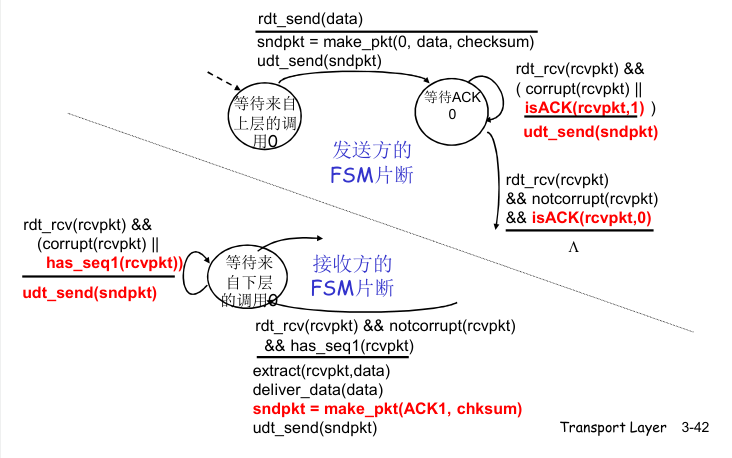 rdt_send(data)
sndpkt = make_pkt(0, data, checksum)
udt_send(sndpkt)
等待来自
上层的调
用0
等待ACK
0
rdt_rcv(rcvpkt) &&
( corrupt(rcvpkt) ||
isACK(rcvpkt,1) )
udt_send(sndpkt)
发送方的
FSM片断
rdt_rcv(rcvpkt)
&& notcorrupt(rcvpkt)
&& isACK(rcvpkt,0)
Λ
rdt_rcv(rcvpkt) &&
(corrupt(rcvpkt) ||
has_seq1(rcvpkt))
udt_send(sndpkt)
等待来
自下层
的调用0
接收方的
FSM片断
rdt_rcv(rcvpkt) && notcorrupt(rcvpkt)
&& has_seq1(rcvpkt)
extract(rcvpkt,data)
deliver_data(data)
sndpkt = make_pkt(ACK1, chksum)
udt_send(sndpkt)
Transport Layer 3-42